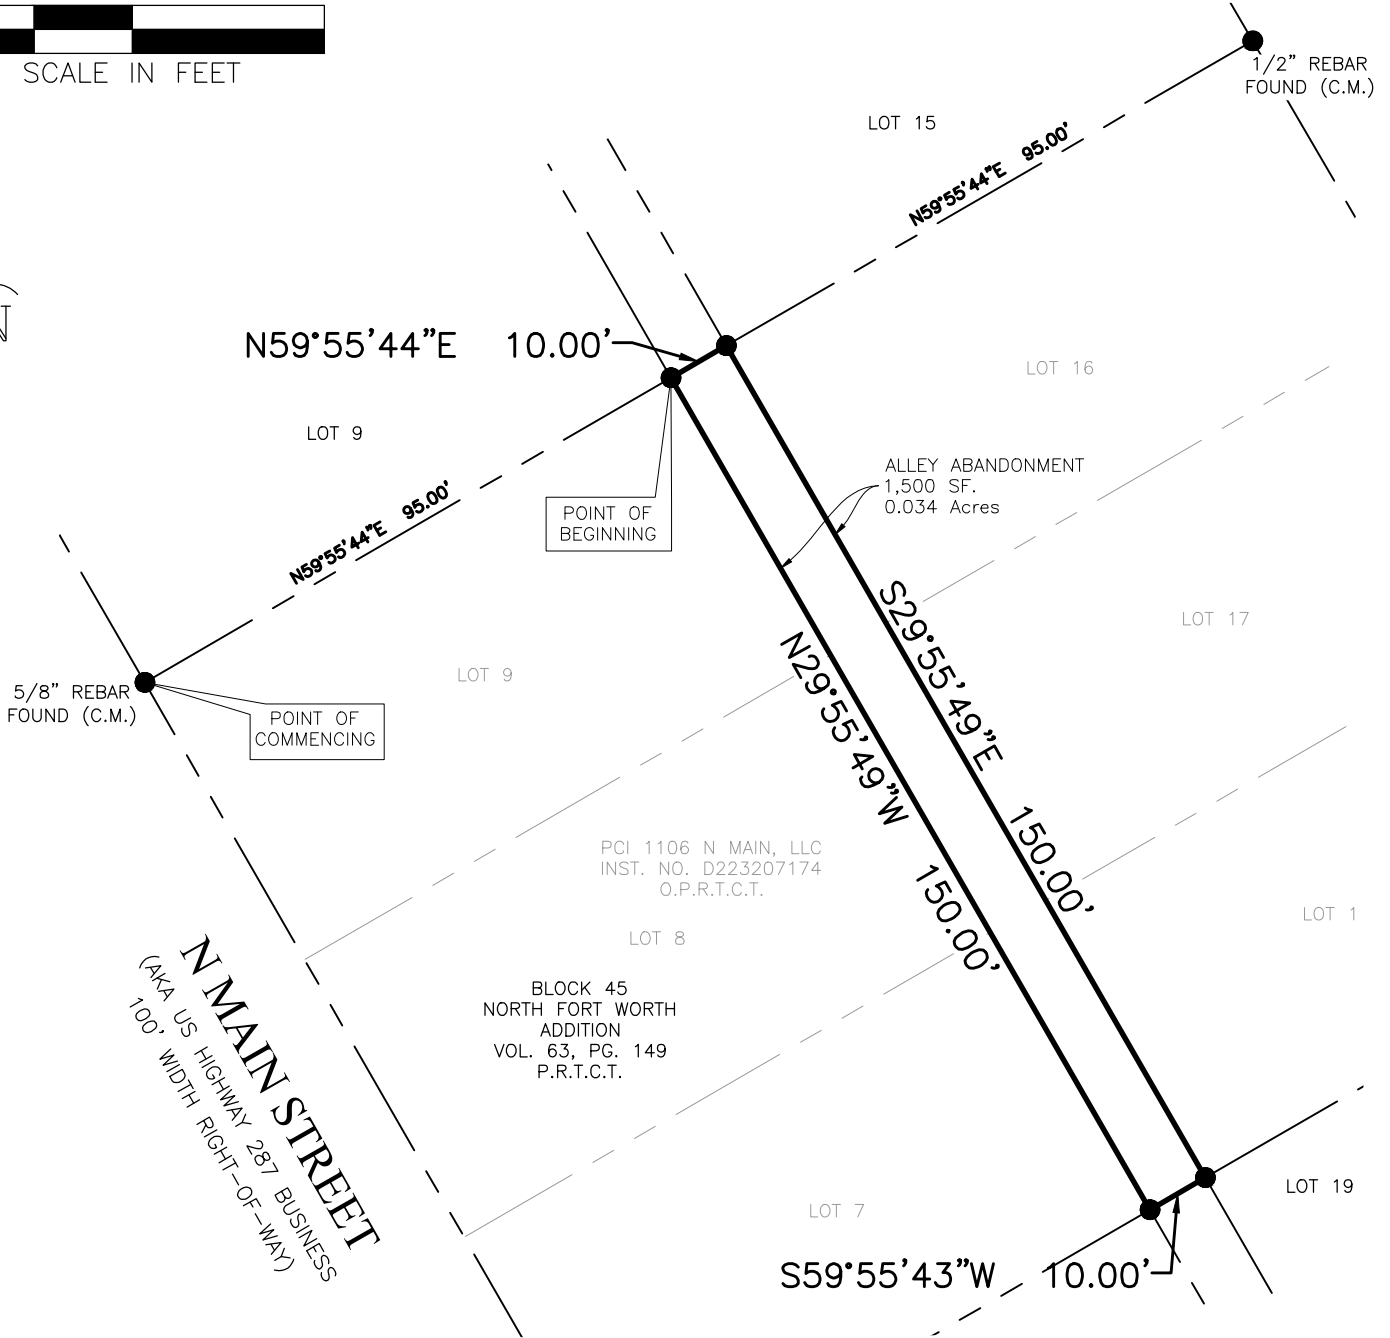 SCALE IN FEET
1/2” REBAR
FOUND (C.M.)
LOT 15
N59°55'44”E 95.00'
N
N59°55'44”E 10.00'
LOT 16
LOT 9
ALLEY ABANDONMENT
1,500 SF.
0.034 Acres
N59°55'44”E 95.00'
POINT OF
BEGINNING
S29°55'49”E 150.00'
LOT 17
N29°55'49”W 150.00'
LOT 9
5/8” REBAR
FOUND (C.M.)
POINT OF
COMMENCING
PCI 1106 N MAIN, LLC
INST. NO. D223207174
O.P.R.T.C.T.
LOT 1
LOT 8
BLOCK 45
NORTH FORT WORTH
ADDITION
VOL. 63, PG. 149
P.R.T.C.T.
N MAIN STREET
(AKA US HIGHWAY 287 BUSINESS
100' WIDTH RIGHT-OF-WAY)
LOT 19
LOT 7
S59°55'43”W 10.00'